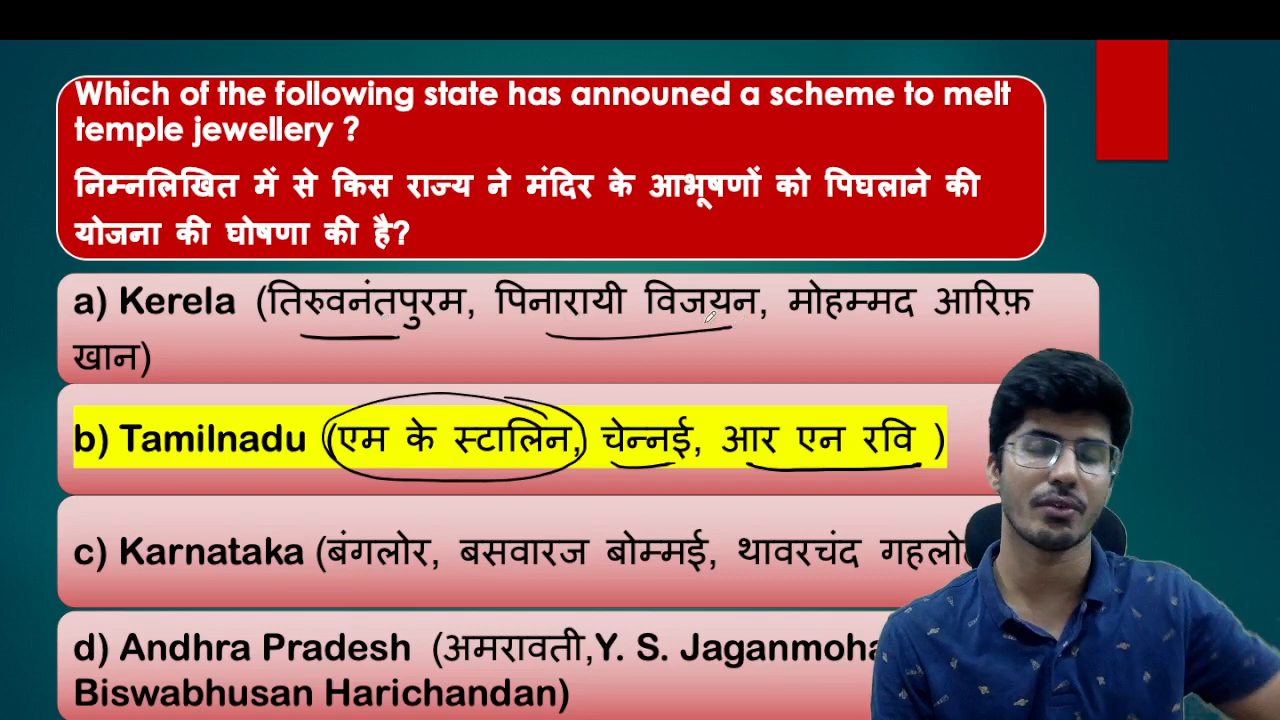 Which of the following state has announed a scheme to melt
temple jewellery ?
निम्नलिखित में से किस राज्य ने मंदिर के आभूषणों को पिघलाने की
योजना की घोषणा की है?
a) Kerela (तिरुवनंतपुरम, पिनारायी विजयन, मोहम्मद आरिफ़
खान)
b) Tamilnadu (एम के स्टालिन, चेन्नई, आर एन रवि )
c) Karnataka (बंगलोर, बसवारज बोम्मई, थावरचंद
d) Andhra Pradesh (अमरावती,Y. S.
Biswabhusan Harichandan)